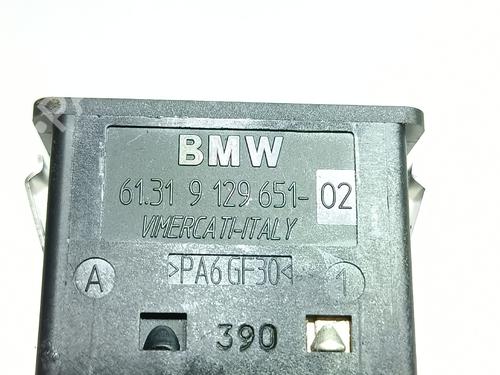 BMW
61.31 9 129 651-02
VIMERCATI-ITALY
>PA6 GF30<
A 1
390